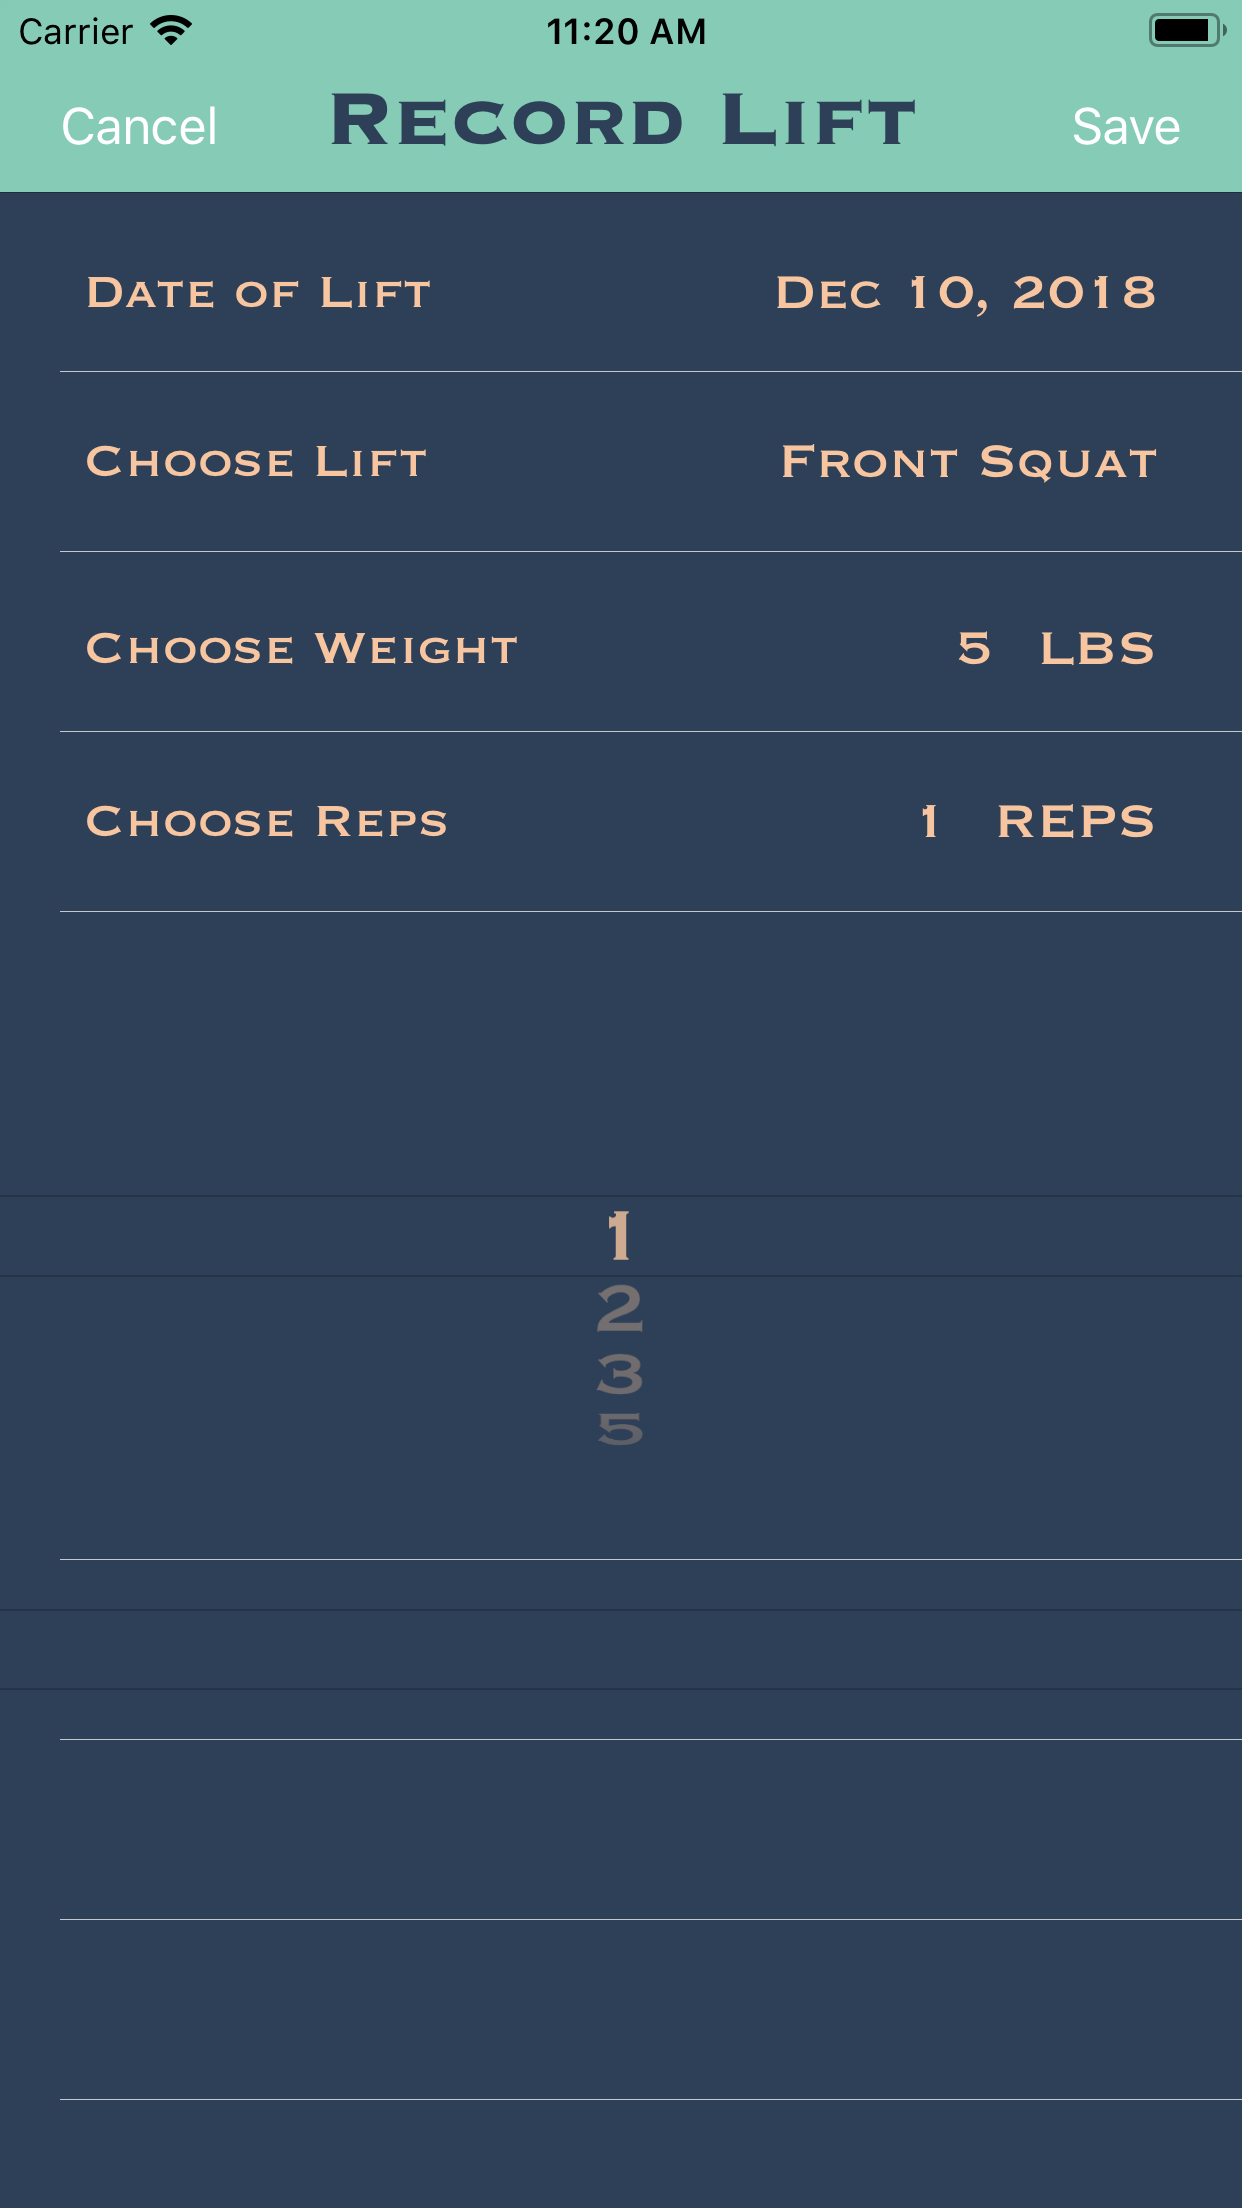 Carrier 11:20 AM
Cancel Record Lift Save
Date of Lift Dec 10, 2018
Choose Lift Front Squat
Choose Weight 5 LBS
Choose Reps 1 REPS
1
2
3
5